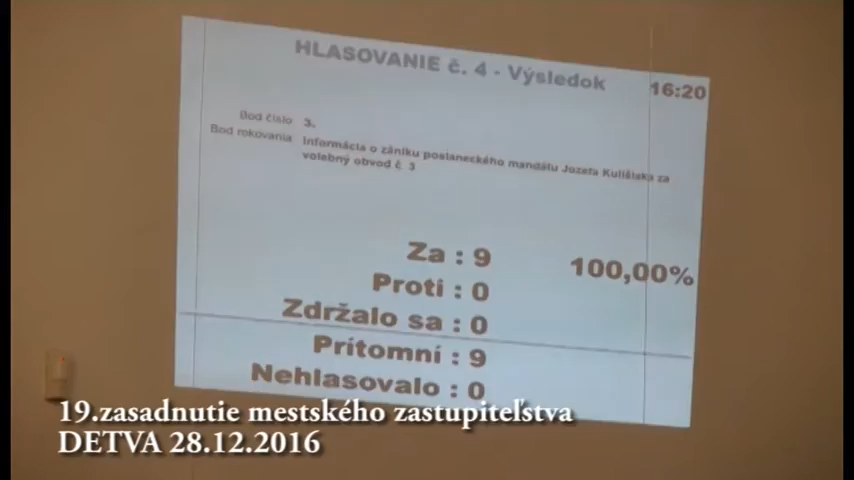 HLASOVANIE č. 4 - Výsledok 16:20
Bod číslo 3.
Bod rokovania Informácia o zániku poslaneckého mandátu Jozefa Kulišiaka za
volebný obvod č. 3
Za : 9 100,00%
Proti : 0
Zdržalo sa : 0
Prítomní : 9
Nehlasovalo : 0
19.zasadnutie mestského zastupiteľstva
DETVA 28.12.2016